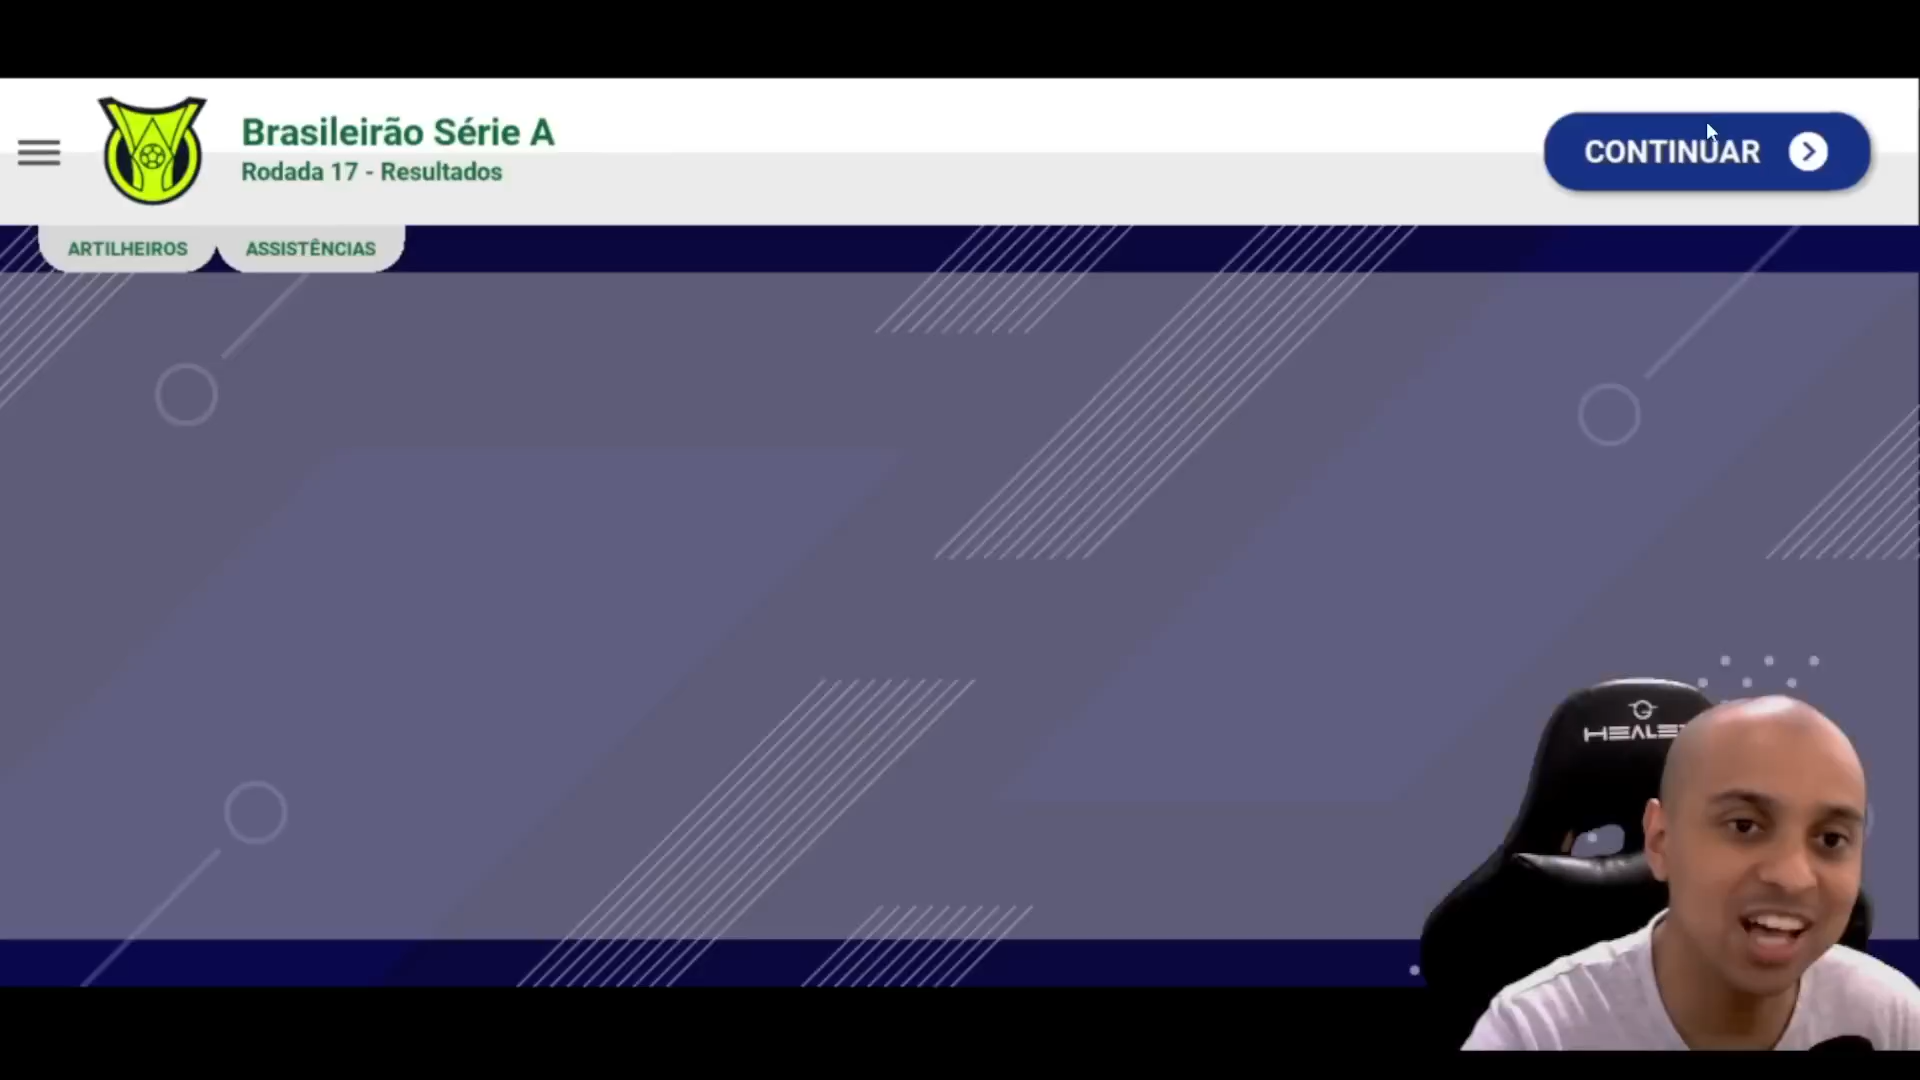 Brasileirão Série A
Rodada 17 - Resultados
CONTINUAR
ARTILHEIROS
ASSISTÊNCIAS